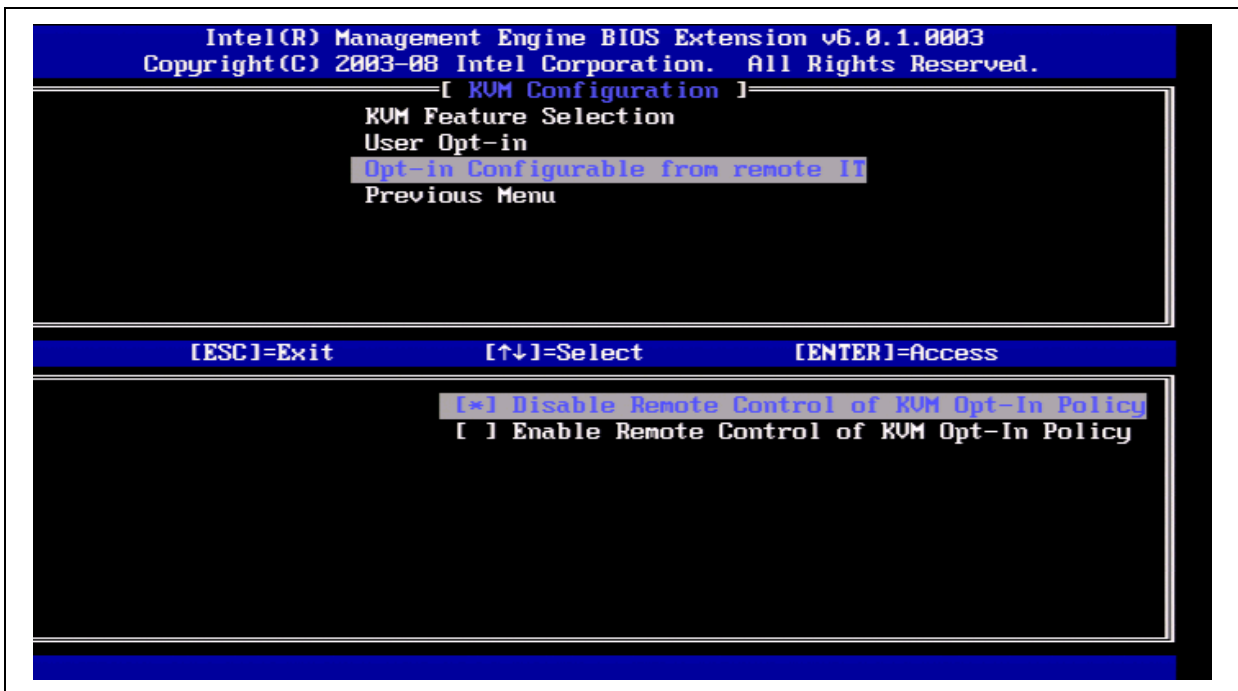 Intel(R) Management Engine BIOS Extension v6.0.1.0003
Copyright(C) 2003-08 Intel Corporation. All Rights Reserved.
[ KVM Configuration ]
KVM Feature Selection
User Opt-in
Opt-in Configurable from remote IT
Previous Menu
[ESC]=Exit [↑↓]=Select [ENTER]=Access
[*] Disable Remote Control of KVM Opt-In Policy
[ ] Enable Remote Control of KVM Opt-In Policy